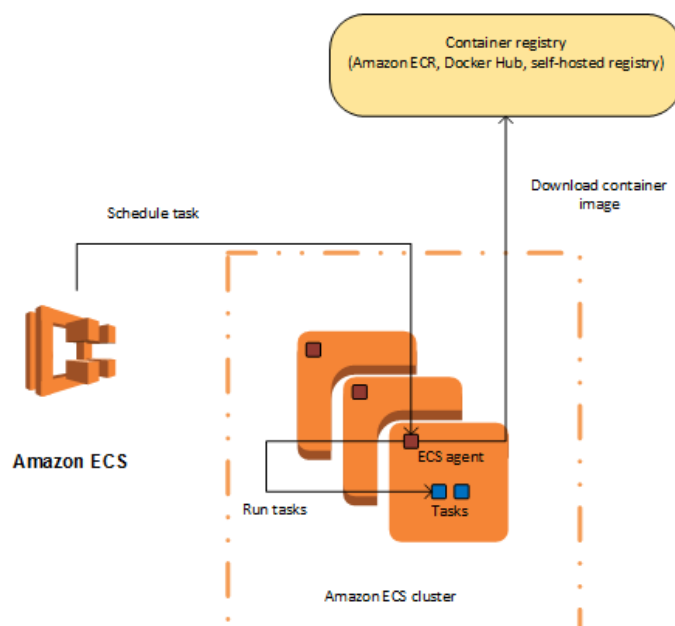 Container registry
(Amazon ECR, Docker Hub, self-hosted registry)
Download container
image
Schedule task
Amazon ECS
ECS agent
Run tasks
Tasks
Amazon ECS cluster